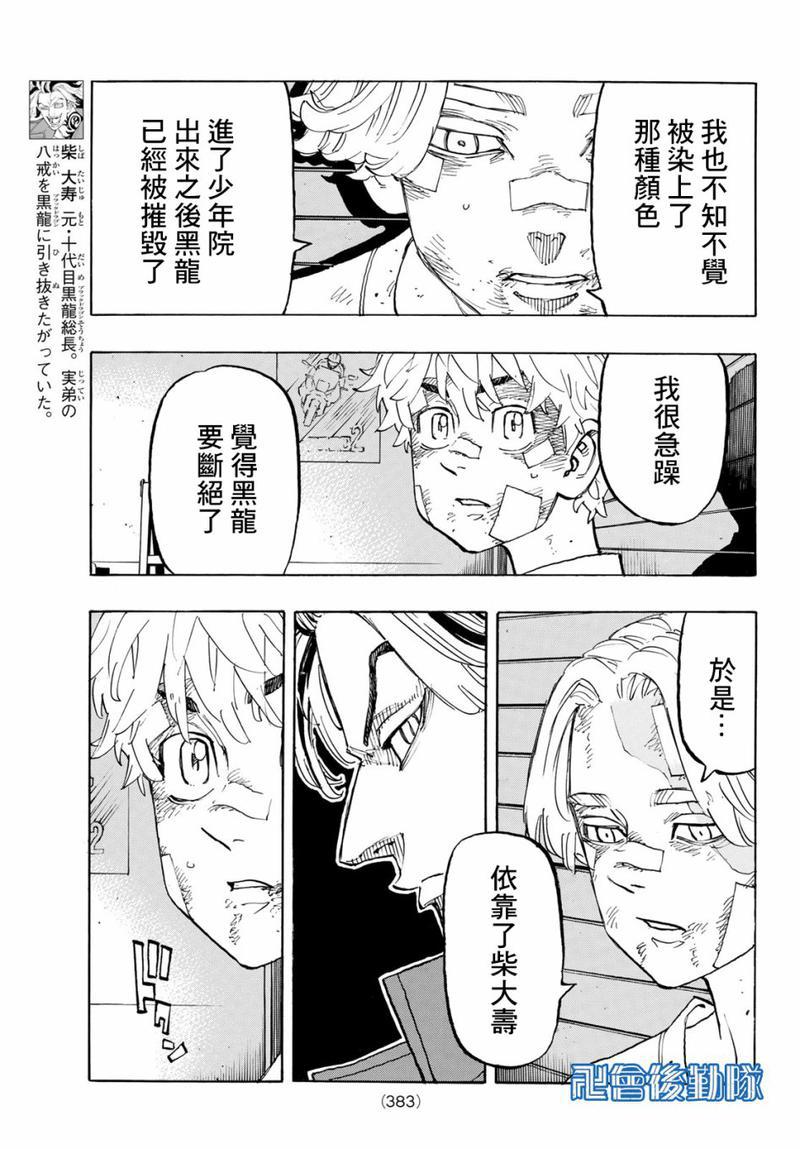 我也不知不覺
被染上了
那種顏色
進了少年院
出來之後黑龍
已經被摧毀了
我很急躁
覺得黑龍
要斷絕了
於是…
依靠了柴大壽
ドクン
柴 大寿 元・十代目黒龍総長。実弟の
八戒を黒龍に引き抜きたがっていた。
(383)
卍會後勤隊